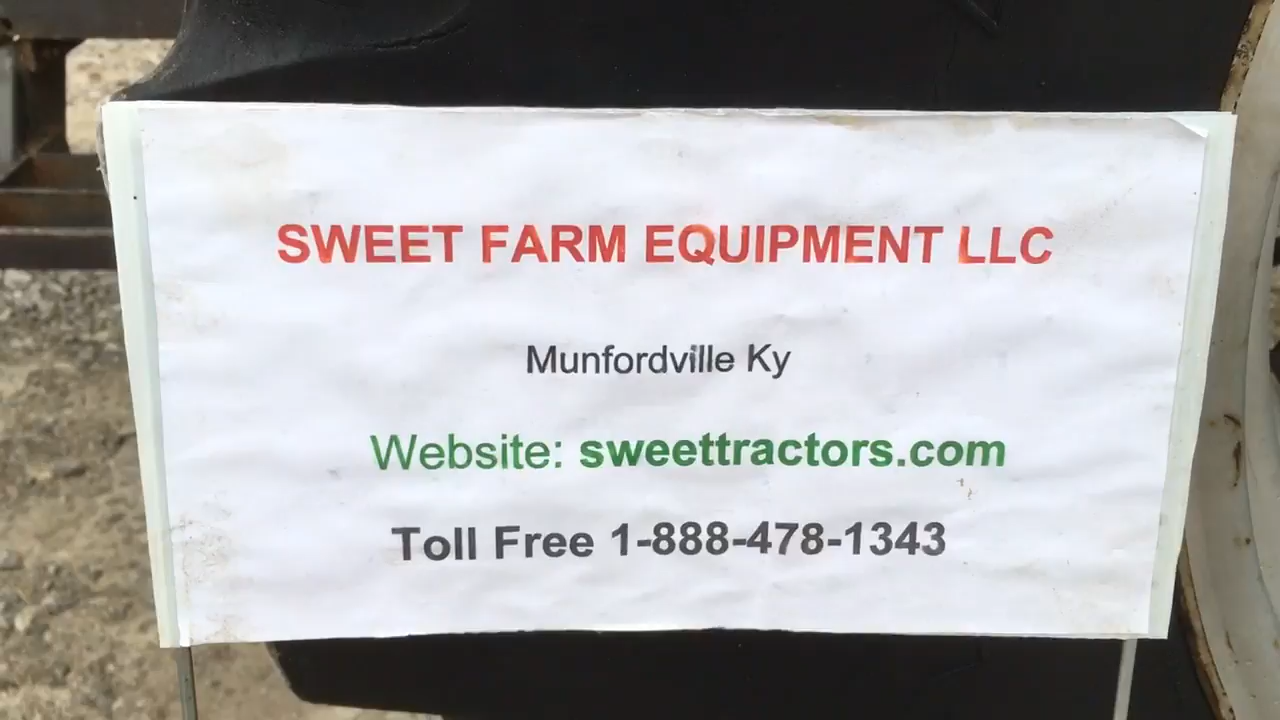 SWEET FARM EQUIPMENT LLC
Munfordville Ky
Website: sweettractors.com
Toll Free 1-888-478-1343